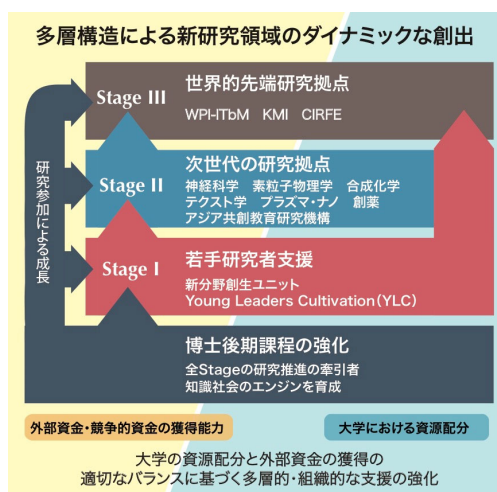 多層構造による新研究領域のダイナミックな創出
Stage III
世界的先端研究拠点
WPI-ITbM KMI CIRFE
Stage II
次世代の研究拠点
神経科学 素粒子物理学 合成化学
テクスト学 プラズマ・ナノ 創薬
アジア共創教育研究機構
Stage I
若手研究者支援
新分野創生ユニット
Young Leaders Cultivation(YLC)
研究参加による成長
博士後期課程の強化
全Stageの研究推進の牽引者
知識社会のエンジンを育成
外部資金・競争的資金の獲得能力
大学における資源配分
大学の資源配分と外部資金の獲得の
適切なバランスに基づく多層的・組織的な支援の強化